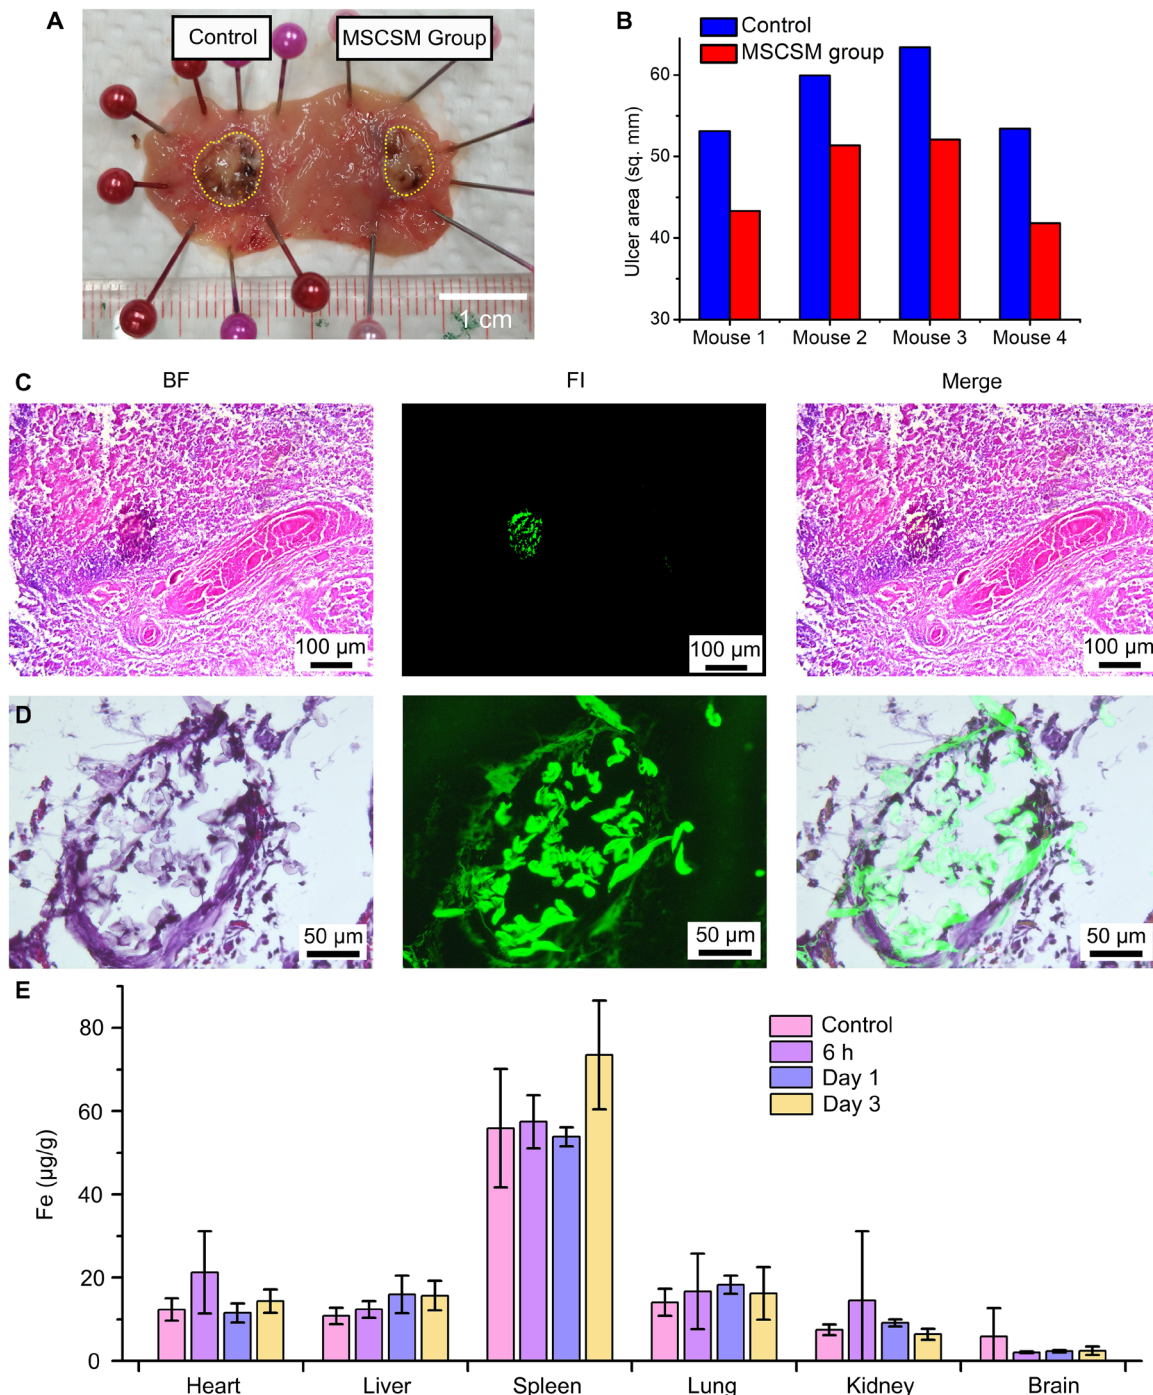 A
Control
MSCSM Group
1 cm
B
Control
MSCSM group
Ulcer area (sq. mm)
60
50
40
30
Mouse 1 Mouse 2 Mouse 3 Mouse 4
C
BF FI Merge
100 µm 100 µm 100 µm
D
50 µm 50 µm 50 µm
E
Fe (µg/g)
80
60
40
20
0
Control
6 h
Day 1
Day 3
Heart Liver Spleen Lung Kidney Brain